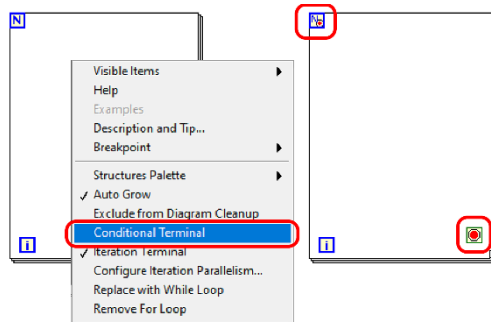 N
N
Visible Items
Help
Examples
Description and Tip...
Breakpoint
Structures Palette
Auto Grow
Exclude from Diagram Cleanup
Conditional Terminal
Iteration Terminal
Configure Iteration Parallelism...
Replace with While Loop
Remove For Loop
i
i